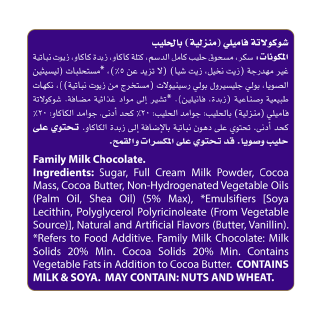 شوكولاتة فاميلي (منزلية) بالحليب
المكونات: سكر، مسحوق حليب كامل الدسم، كتلة كاكاو، زبدة كاكاو، زيوت نباتية
غير مهدرجة (زيت نخيل، زيت شيا) (لا تزيد عن ٥٪)، *مستحلبات [ليسيثين
الصويا، بولي جليسيرول بولي رسينيولات (مستخرج من زيوت نباتية)]، نكهات
طبيعية وصناعية (زبدة، فانيلين). *تشير إلى مواد غذائية مضافة. شوكولاتة
فاميلي (منزلية) بالحليب: جوامد الحليب: ٢٠٪ كحد أدنى. جوامد الكاكاو: ٢٠٪
كحد أدنى. تحتوي على دهون نباتية بالإضافة إلى زبدة الكاكاو. تحتوي على
حليب وصويا. قد تحتوي على المكسرات والقمح.
Family Milk Chocolate.
Ingredients: Sugar, Full Cream Milk Powder, Cocoa
Mass, Cocoa Butter, Non-Hydrogenated Vegetable Oils
(Palm Oil, Shea Oil) (5% Max), *Emulsifiers [Soya
Lecithin, Polyglycerol Polyricinoleate (From Vegetable
Source)], Natural and Artificial Flavors (Butter, Vanillin).
*Refers to Food Additive. Family Milk Chocolate: Milk
Solids 20% Min. Cocoa Solids 20% Min. Contains
Vegetable Fats in Addition to Cocoa Butter. CONTAINS
MILK & SOYA. MAY CONTAIN: NUTS AND WHEAT.